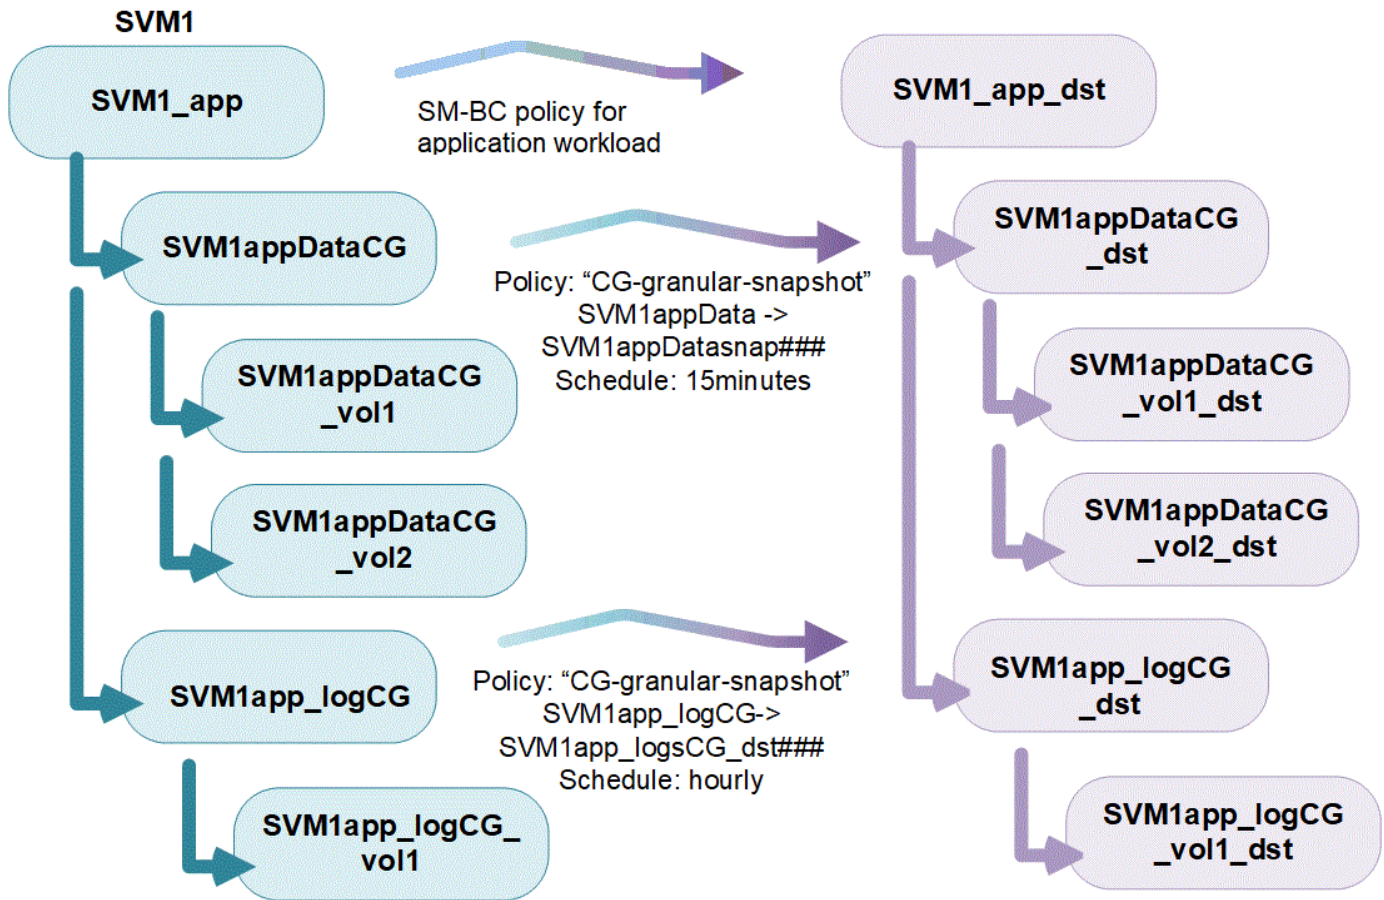 SVM1
SVM1_app
SM-BC policy for
application workload
SVM1_app_dst
SVM1appDataCG
Policy: “CG-granular-snapshot”
SVM1appData ->
SVM1appDatasnap###
Schedule: 15minutes
SVM1appDataCG
_dst
SVM1appDataCG
_vol1
SVM1appDataCG
_vol1_dst
SVM1appDataCG
_vol2
SVM1appDataCG
_vol2_dst
SVM1app_logCG
Policy: “CG-granular-snapshot”
SVM1app_logCG->
SVM1app_logsCG_dst###
Schedule: hourly
SVM1app_logCG
_dst
SVM1app_logCG_
vol1
SVM1app_logCG
_vol1_dst